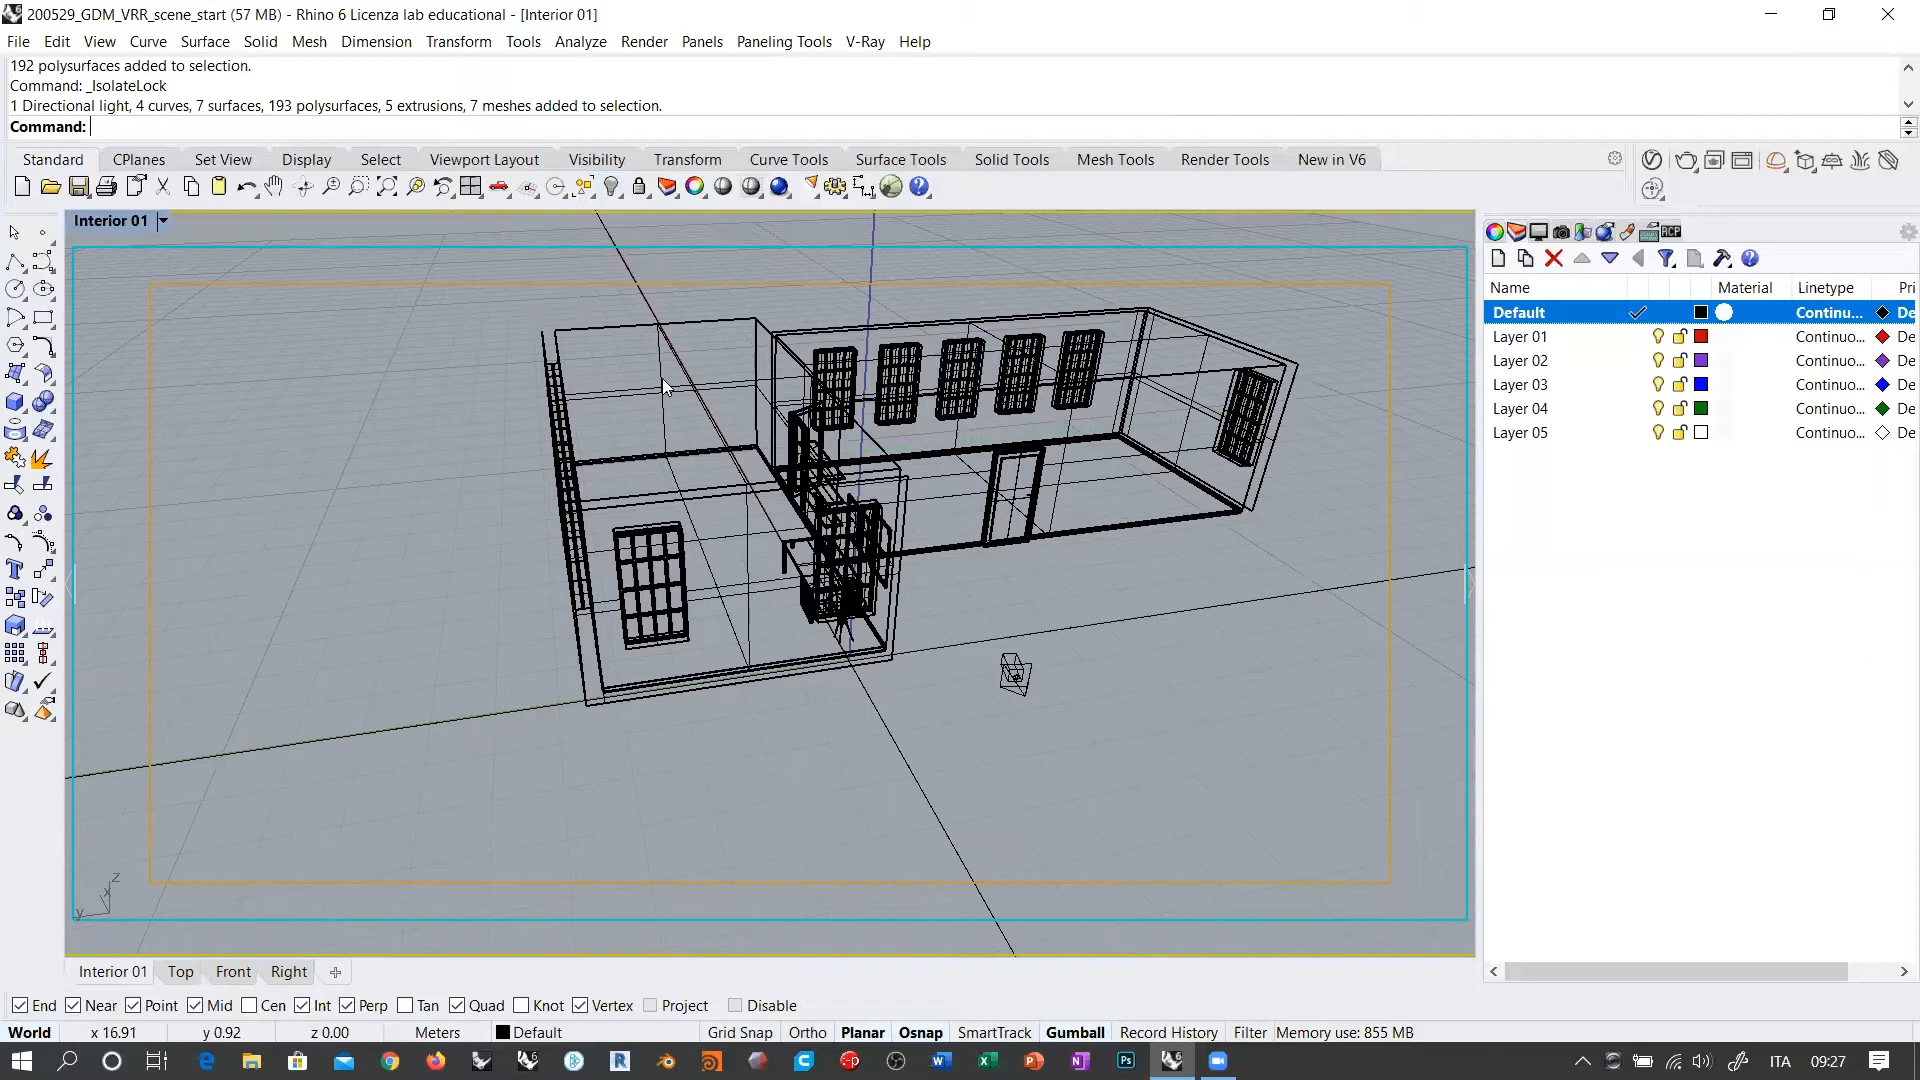 200529_GDM_VRR_scene_start (57 MB) - Rhino 6 Licenza lab educational - [Interior 01]
File Edit View Curve Surface Solid Mesh Dimension Transform Tools Analyze Render Panels Paneling Tools V-Ray Help
192 polysurfaces added to selection.
Command: _IsolateLock
1 Directional light, 4 curves, 7 surfaces, 193 polysurfaces, 5 extrusions, 7 meshes added to selection.
Command:
Standard CPlanes Set View Display Select Viewport Layout Visibility Transform Curve Tools Surface Tools Solid Tools Mesh Tools Render Tools New in V6
Interior 01
RCP
Name Material Linetype Pri
Default Continu... De
Layer 01 Continuo... De
Layer 02 Continuo... De
Layer 03 Continuo... De
Layer 04 Continuo... De
Layer 05 Continuo... De
z
x
y
Interior 01 Top Front Right
End Near Point Mid Cen Int Perp Tan Quad Knot Vertex Project Disable
World x 16.91 y 0.92 z 0.00 Meters Default Grid Snap Ortho Planar Osnap SmartTrack Gumball Record History Filter Memory use: 855 MB
ITA 09:27